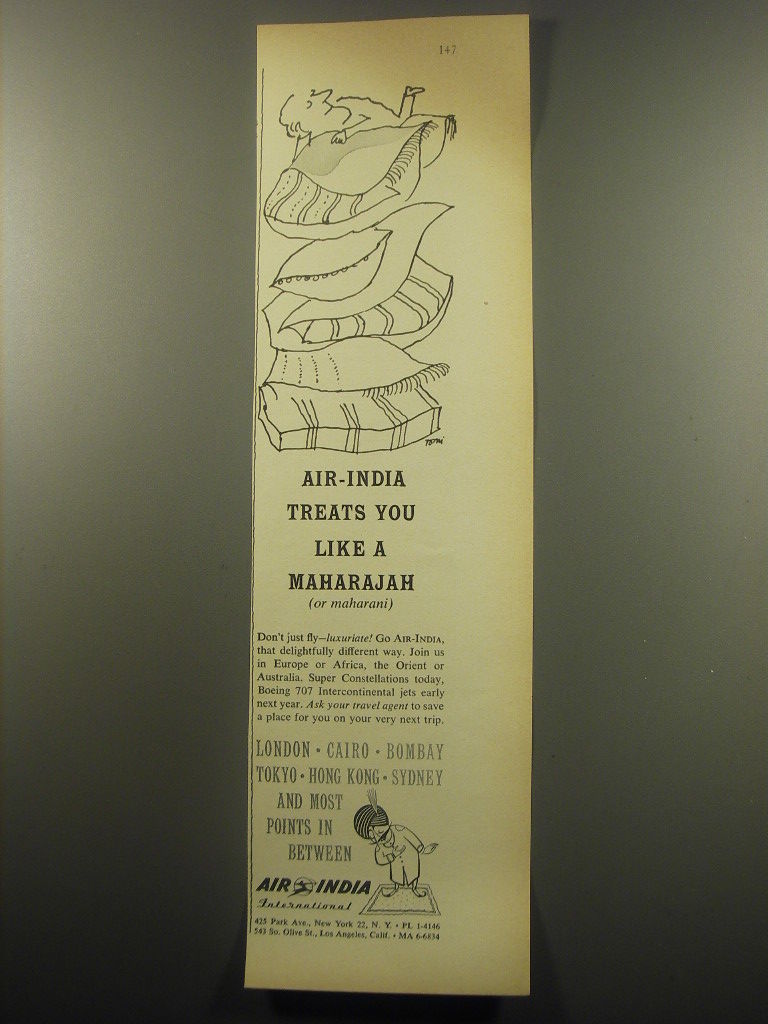 147
Toni
AIR-INDIA
TREATS YOU
LIKE A
MAHARAJAH
(or maharani)
Don't just fly—luxuriate! Go AIR-INDIA,
that delightfully different way. Join us
in Europe or Africa, the Orient or
Australia. Super Constellations today,
Boeing 707 Intercontinental jets early
next year. Ask your travel agent to save
a place for you on your very next trip.
LONDON • CAIRO • BOMBAY
TOKYO • HONG KONG • SYDNEY
AND MOST
POINTS IN
BETWEEN
AIR INDIA
International
425 Park Ave., New York 22, N. Y. • PL 1-4146
543 So. Olive St., Los Angeles, Calif. • MA 6-6834